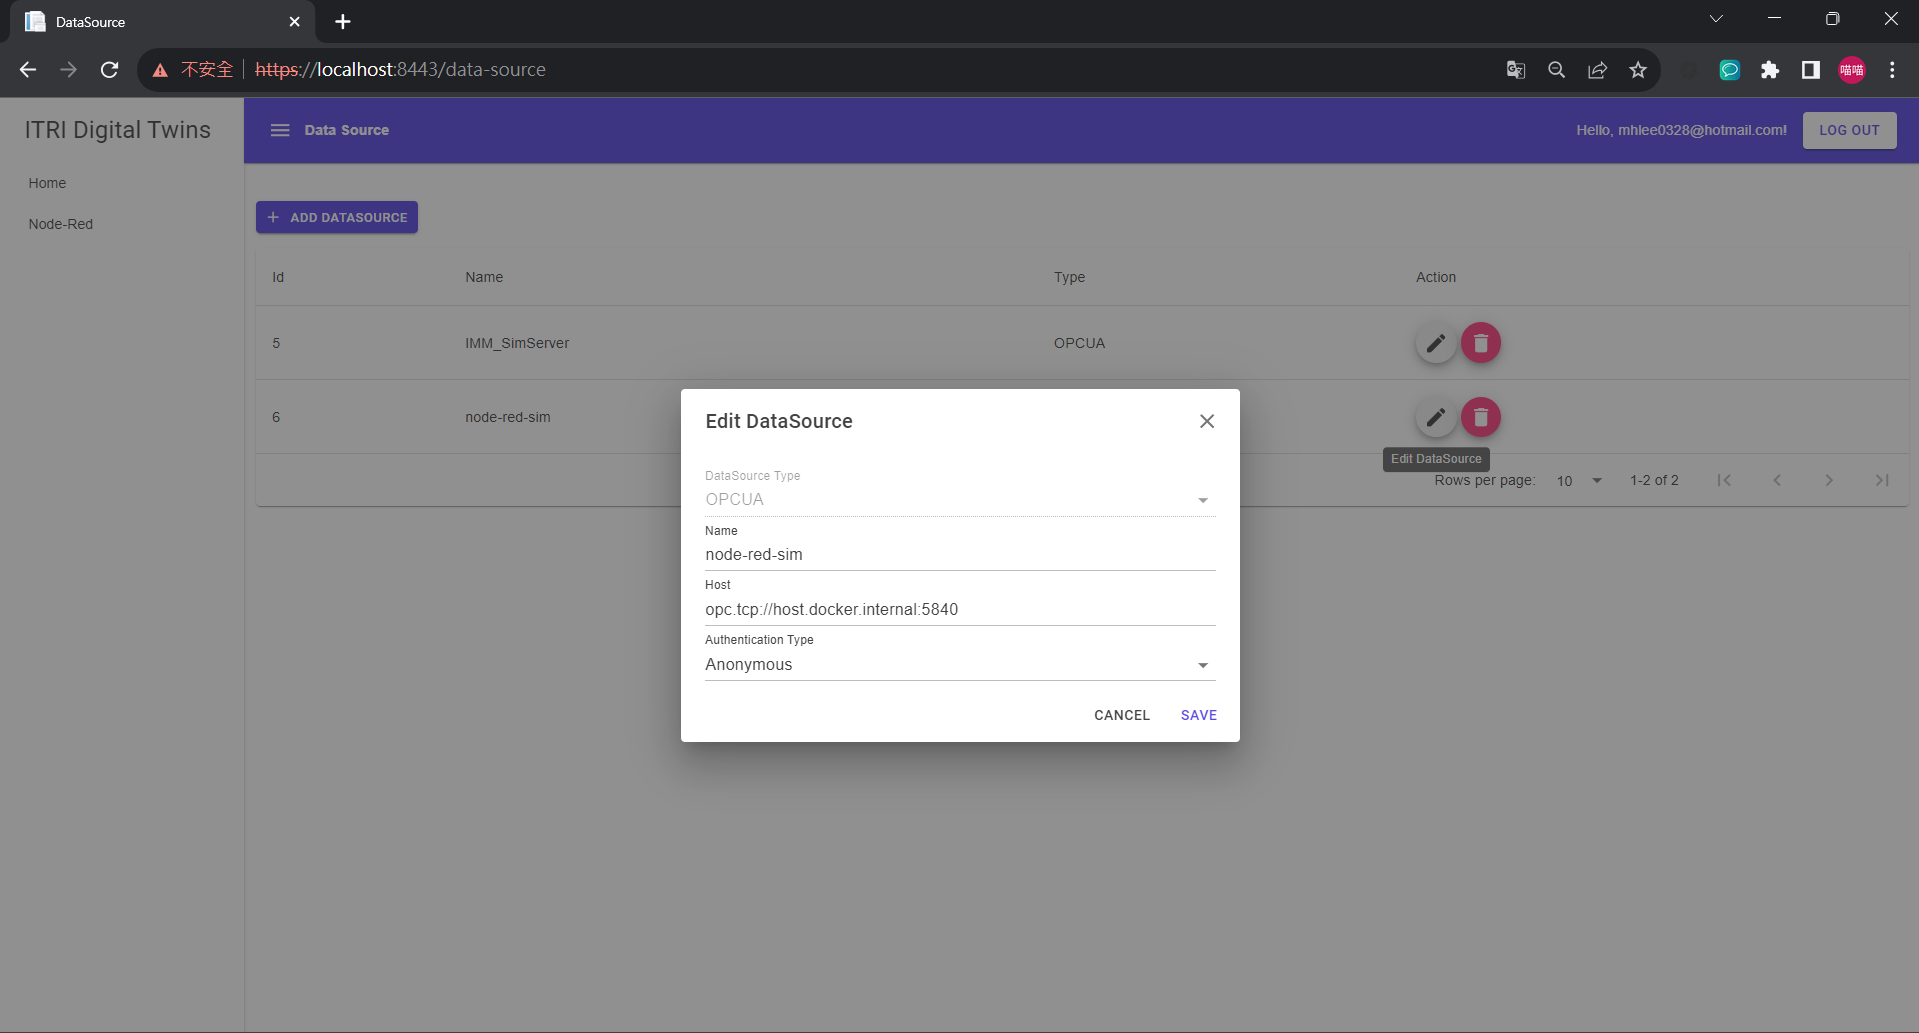 DataSource
不安全 https://localhost:8443/data-source
喵喵
ITRI Digital Twins
Data Source
Hello, mhlee0328@hotmail.com!
LOG OUT
Home
Node-Red
ADD DATASOURCE
Id Name Type Action
5 IMM_SimServer OPCUA
6 node-red-sim
Edit DataSource
Rows per page: 10 1-2 of 2
Edit DataSource
DataSource Type
OPCUA
Name
node-red-sim
Host
opc.tcp://host.docker.internal:5840
Authentication Type
Anonymous
CANCEL SAVE